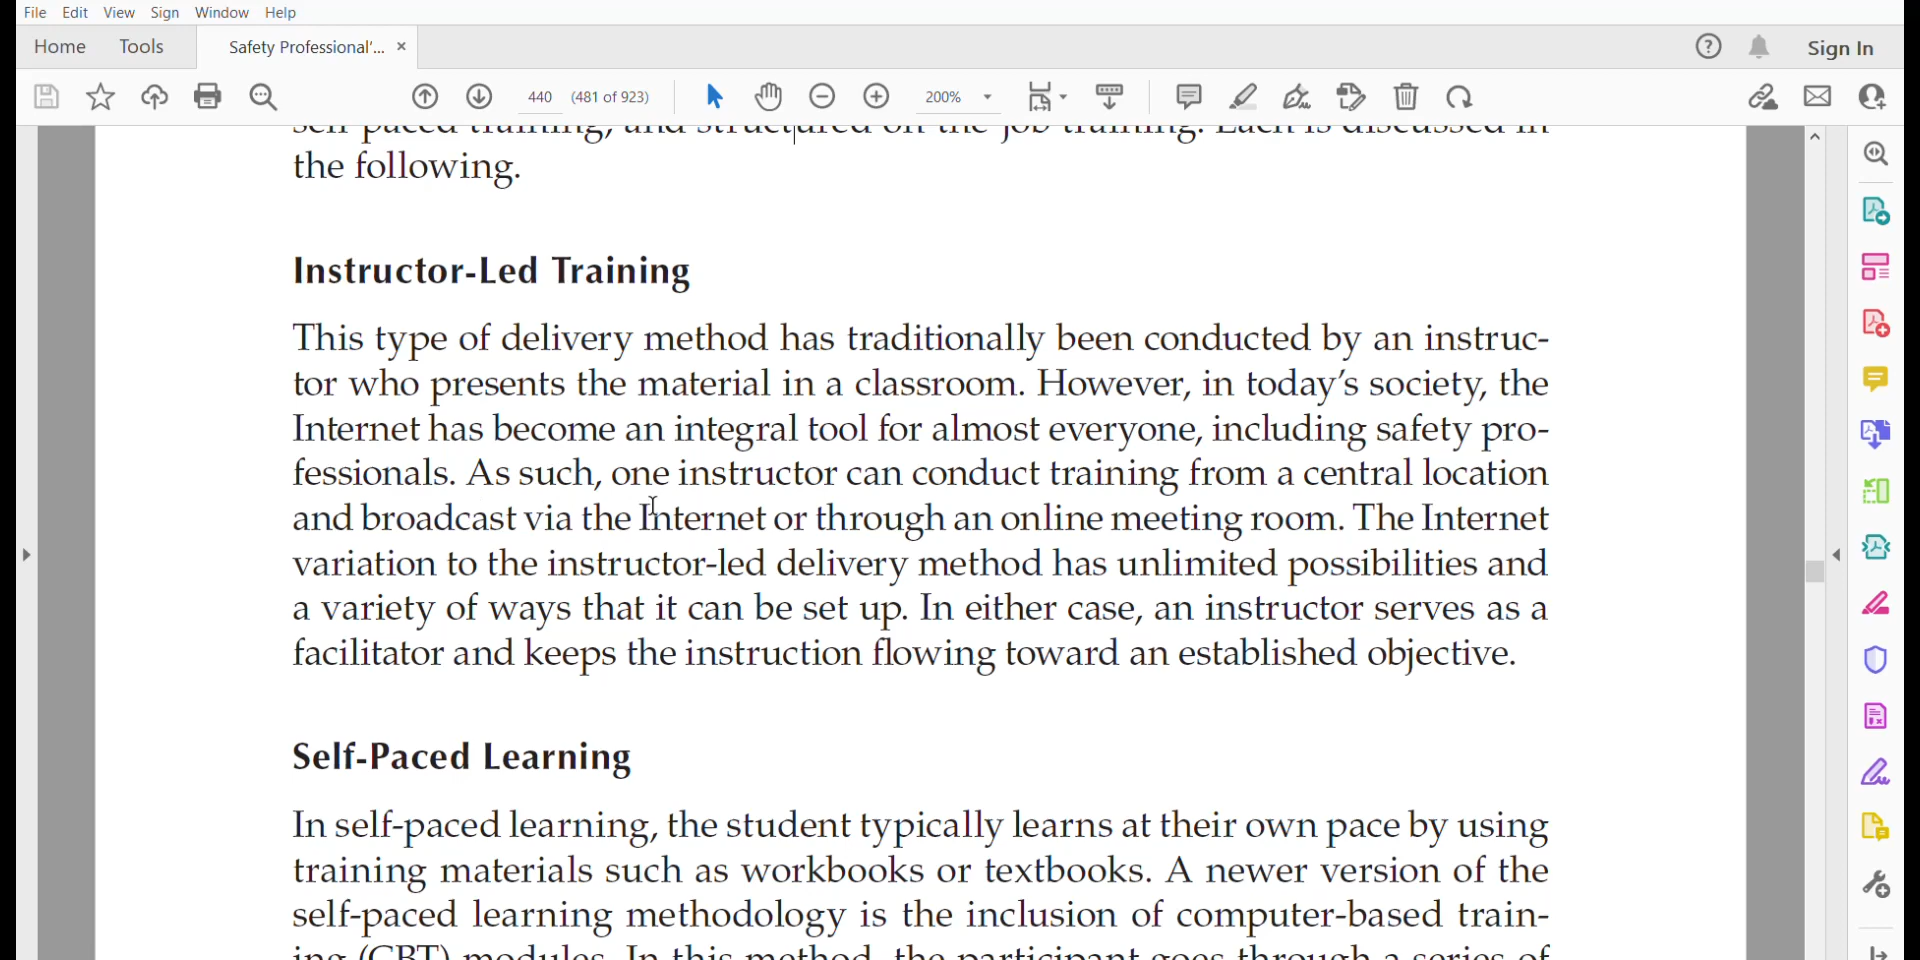 File Edit View Sign Window Help
Home Tools Safety Professional'... × Sign In
440 (481 of 923) 200%
self-paced training, and structured on the job training. Each is discussed in
the following.
Instructor-Led Training
This type of delivery method has traditionally been conducted by an instruc-
tor who presents the material in a classroom. However, in today's society, the
Internet has become an integral tool for almost everyone, including safety pro-
fessionals. As such, one instructor can conduct training from a central location
and broadcast via the Internet or through an online meeting room. The Internet
variation to the instructor-led delivery method has unlimited possibilities and
a variety of ways that it can be set up. In either case, an instructor serves as a
facilitator and keeps the instruction flowing toward an established objective.
Self-Paced Learning
In self-paced learning, the student typically learns at their own pace by using
training materials such as workbooks or textbooks. A newer version of the
self-paced learning methodology is the inclusion of computer-based train-
ing (CBT) modules. In this method, the participant goes through a series of